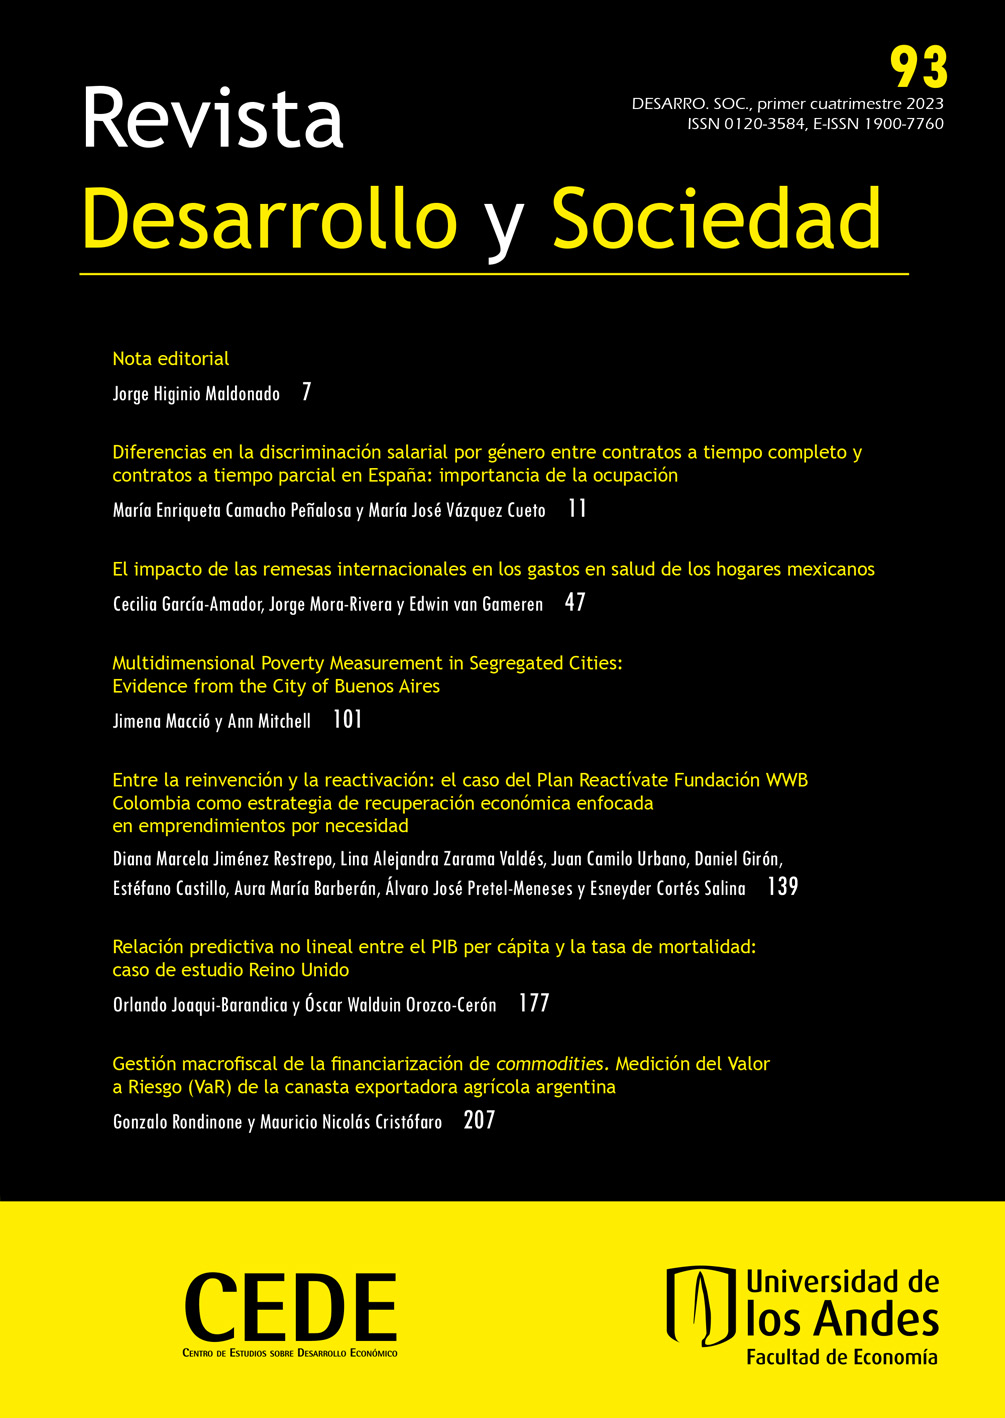 93
DESARRO. SOC., primer cuatrimestre 2023
ISSN 0120-3584, E-ISSN 1900-7760
Revista
Desarrollo y Sociedad
Nota editorial
Jorge Higinio Maldonado 7
Diferencias en la discriminación salarial por género entre contratos a tiempo completo y
contratos a tiempo parcial en España: importancia de la ocupación
María Enriqueta Camacho Peñalosa y María José Vázquez Cueto 11
El impacto de las remesas internacionales en los gastos en salud de los hogares mexicanos
Cecilia García-Amador, Jorge Mora-Rivera y Edwin van Gameren 47
Multidimensional Poverty Measurement in Segregated Cities:
Evidence from the City of Buenos Aires
Jimena Macció y Ann Mitchell 101
Entre la reinvención y la reactivación: el caso del Plan Reactívate Fundación WWB
Colombia como estrategia de recuperación económica enfocada
en emprendimientos por necesidad
Diana Marcela Jiménez Restrepo, Lina Alejandra Zarama Valdés, Juan Camilo Urbano, Daniel Girón,
Estéfano Castillo, Aura María Barberán, Álvaro José Pretel-Meneses y Esneyder Cortés Salina 139
Relación predictiva no lineal entre el PIB per cápita y la tasa de mortalidad:
caso de estudio Reino Unido
Orlando Joaqui-Barandica y Óscar Walduin Orozco-Cerón 177
Gestión macrofiscal de la financiarización de commodities. Medición del Valor
a Riesgo (VaR) de la canasta exportadora agrícola argentina
Gonzalo Rondinone y Mauricio Nicolás Cristófaro 207
CEDE
Centro de Estudios sobre Desarrollo Económico
Universidad de
los Andes
Facultad de Economía